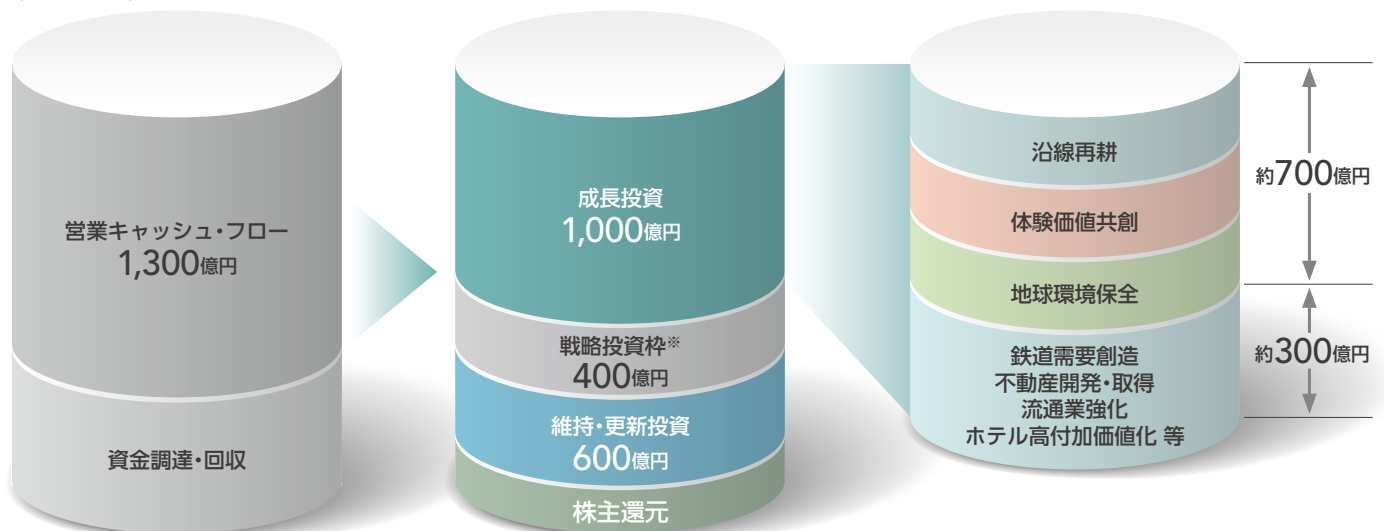 営業キャッシュ・フロー
1,300億円
資金調達・回収
成長投資
1,000億円
戦略投資枠※
400億円
維持・更新投資
600億円
株主還元
沿線再耕
体験価値共創
地球環境保全
鉄道需要創造
不動産開発・取得
流通業強化
ホテル高付加価値化 等
約700億円
約300億円